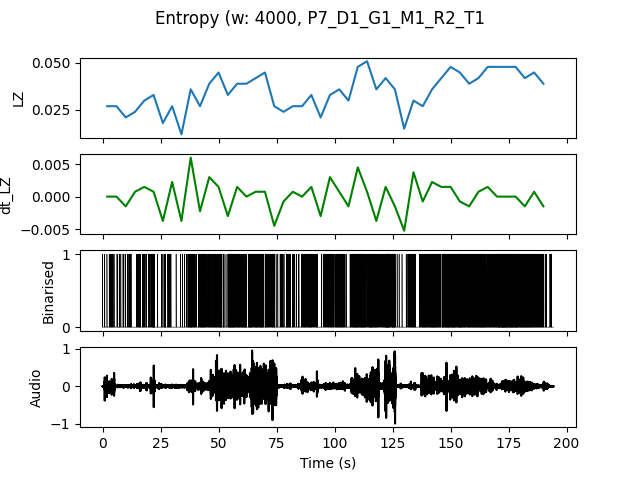 Entropy (w: 4000, P7_D1_G1_M1_R2_T1
0.050
0.025
LZ
0.005
0.000
−0.005
dt_LZ
1
0
Binarised
1
0
−1
Audio
0 25 50 75 100 125 150 175 200
Time (s)